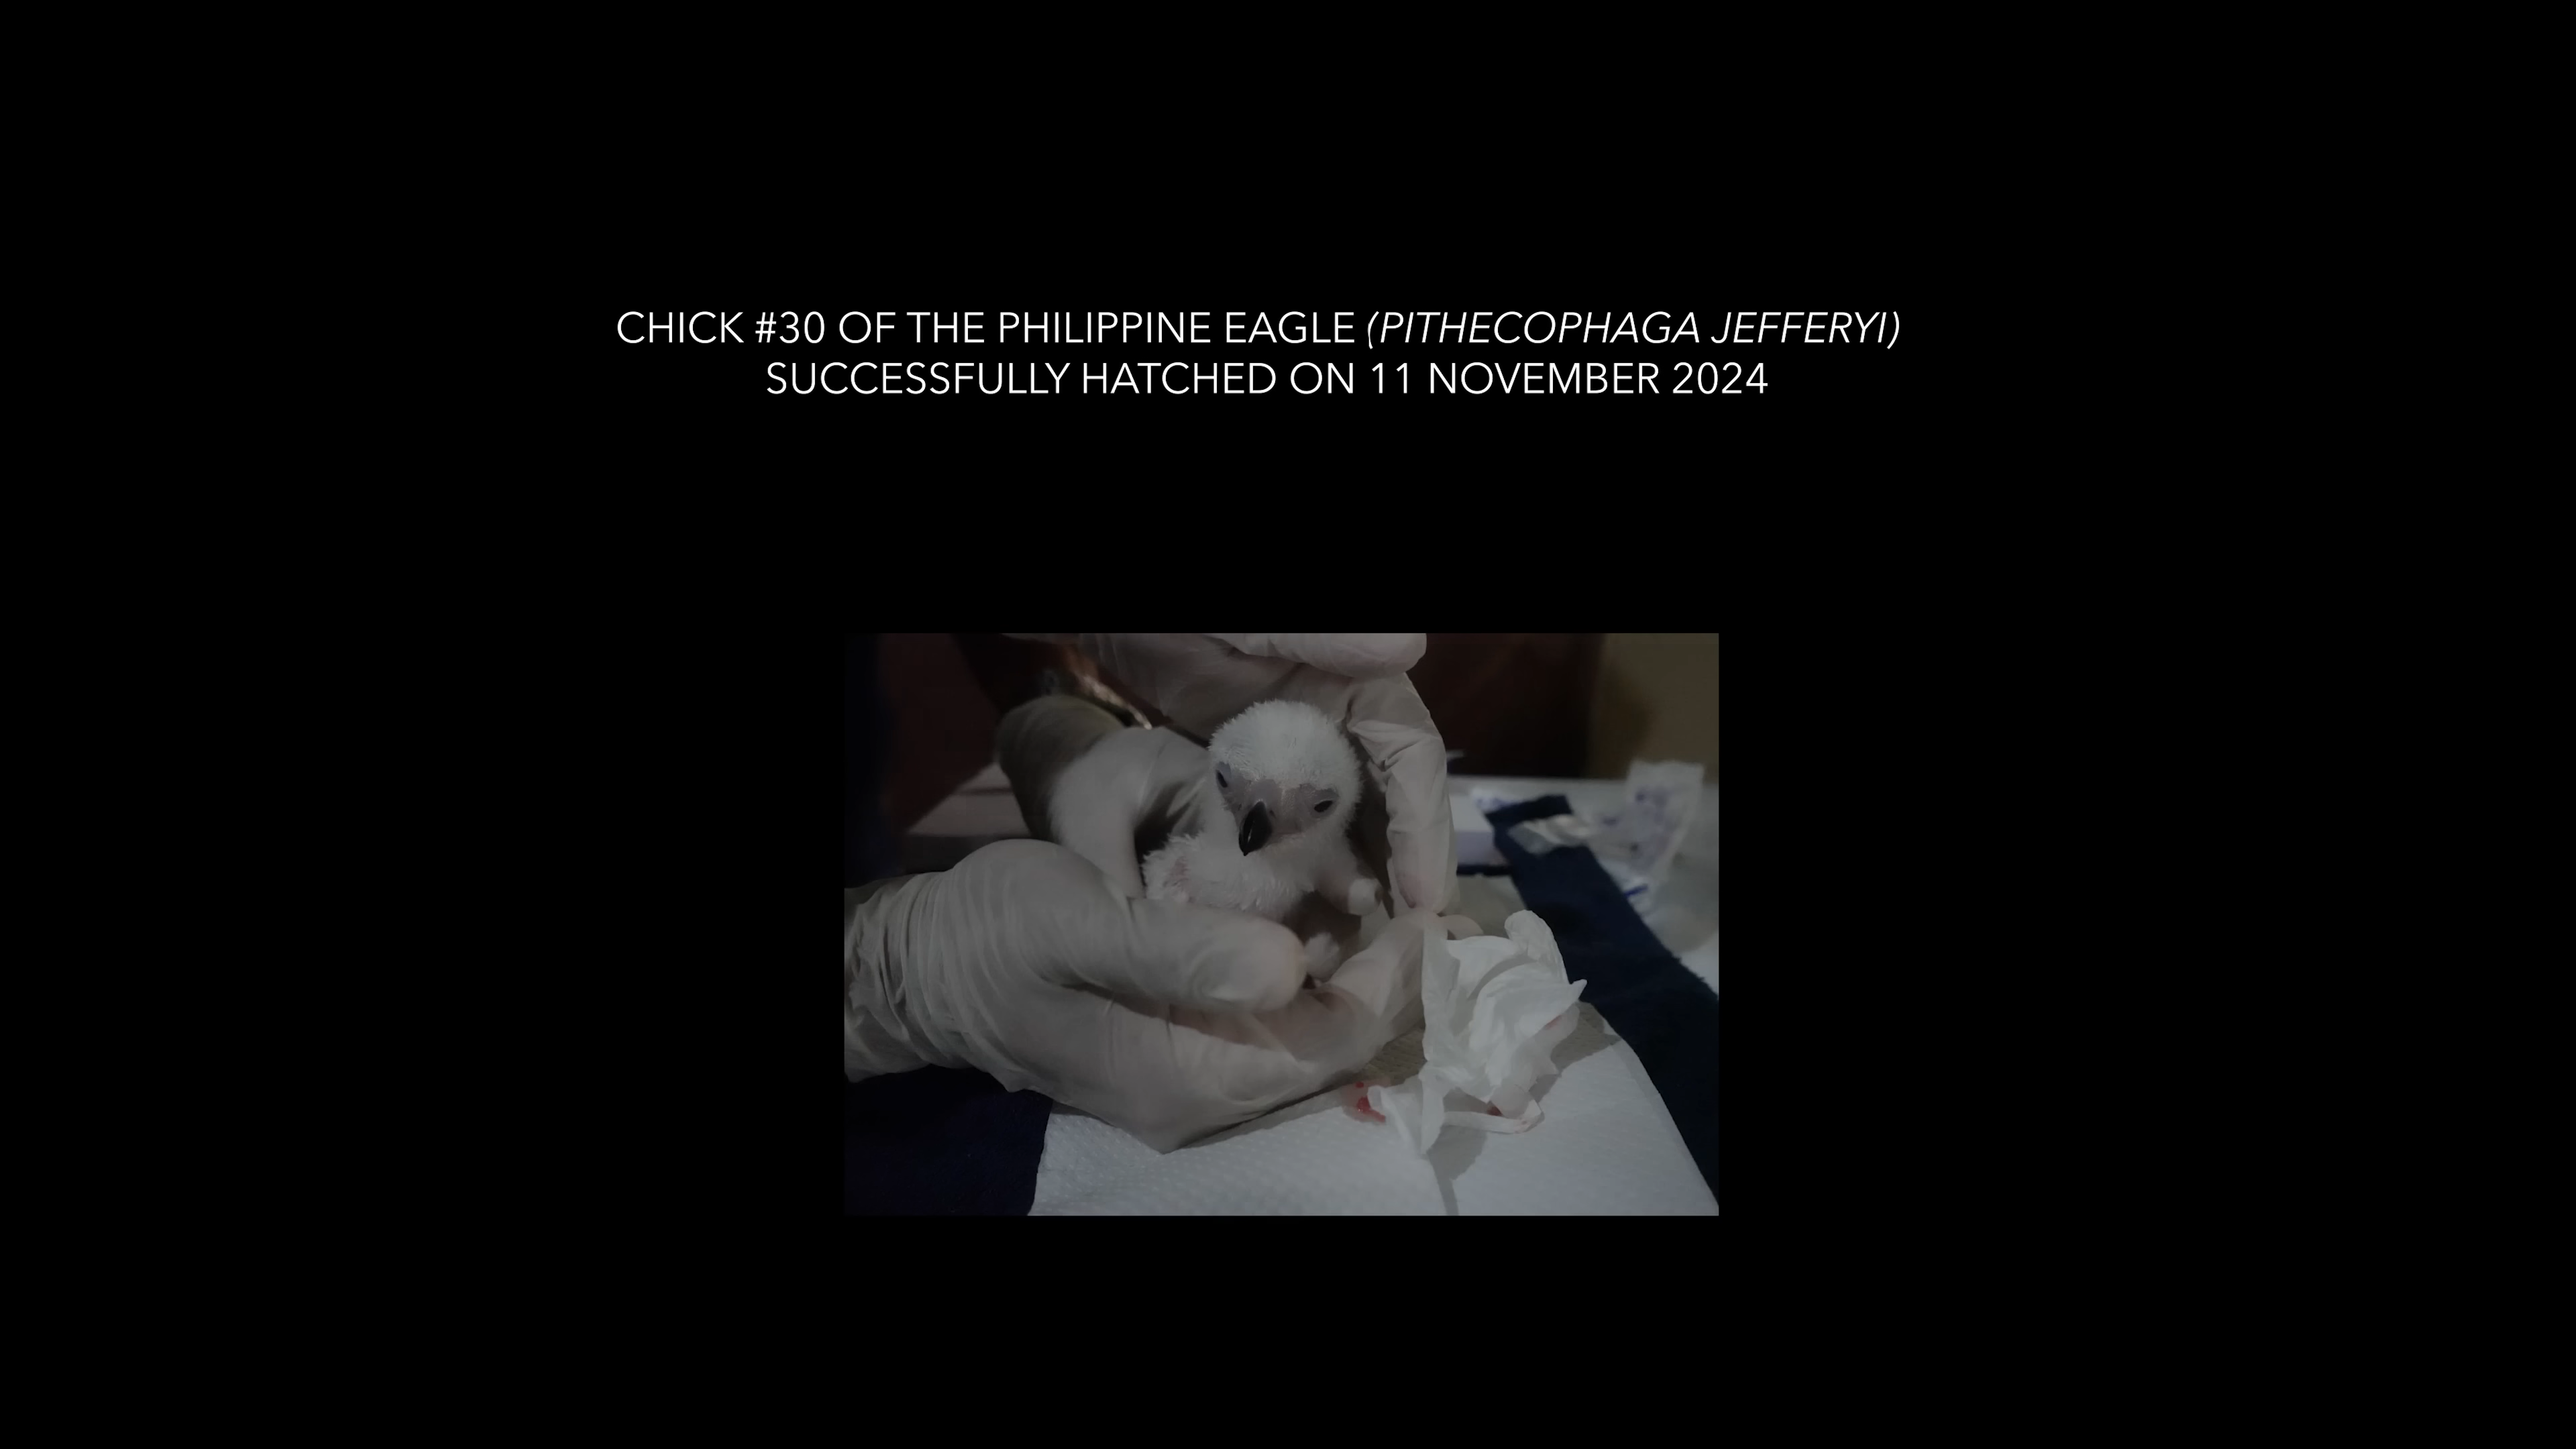 CHICK #30 OF THE PHILIPPINE EAGLE (PITHECOPHAGA JEFFERYI)
SUCCESSFULLY HATCHED ON 11 NOVEMBER 2024